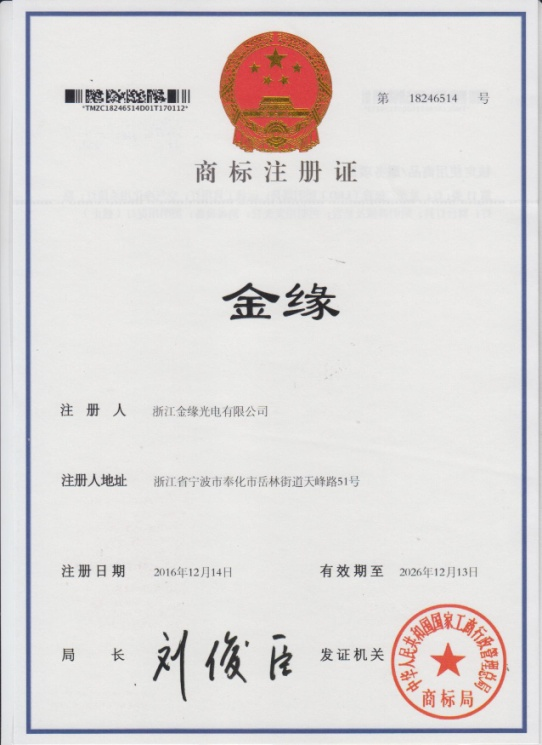 *TMZC18246514D01T170112*
第 18246514 号
商标注册证
金缘
注册人 浙江金缘光电有限公司
注册人地址 浙江省宁波市奉化市岳林街道天峰路51号
注册日期 2016年12月14日 有效期至 2026年12月13日
局长 刘俊臣 发证机关
中华人民共和国国家工商行政管理总局
商标局